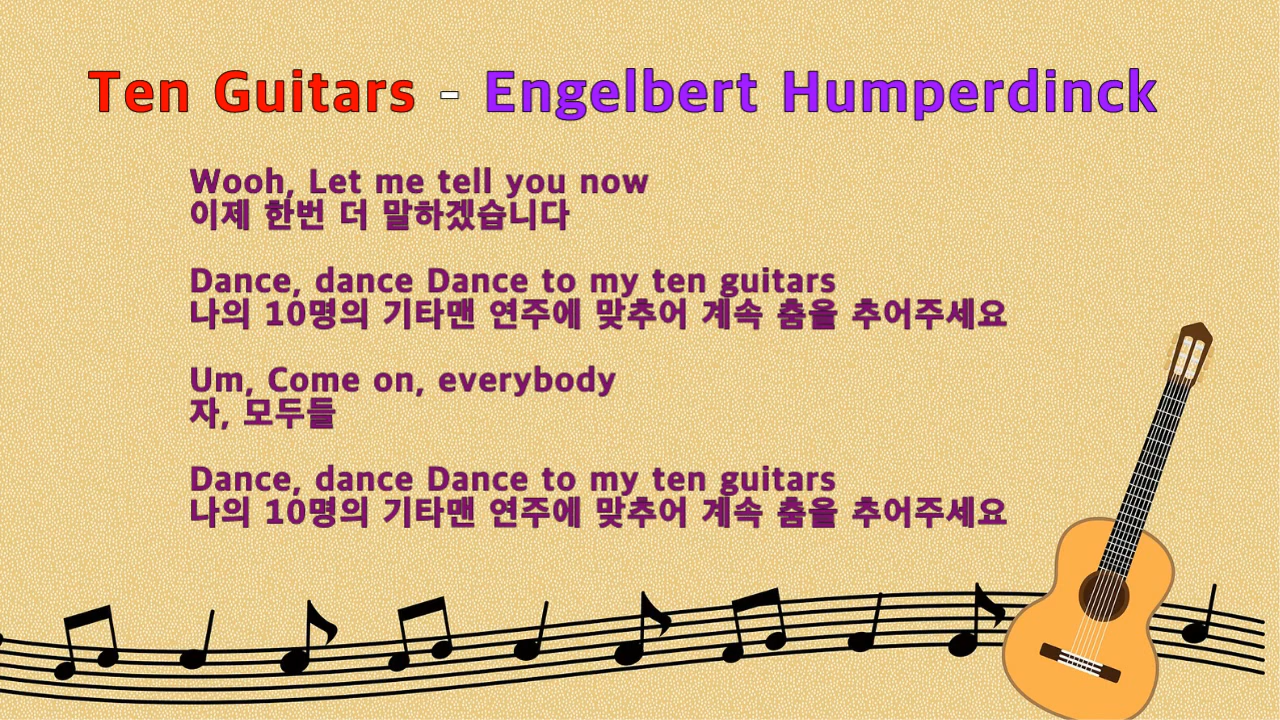 Ten Guitars - Engelbert Humperdinck
Wooh, Let me tell you now
이제 한번 더 말하겠습니다
Dance, dance Dance to my ten guitars
나의 10명의 기타맨 연주에 맞추어 계속 춤을 추어주세요
Um, Come on, everybody
자, 모두들
Dance, dance Dance to my ten guitars
나의 10명의 기타맨 연주에 맞추어 계속 춤을 추어주세요